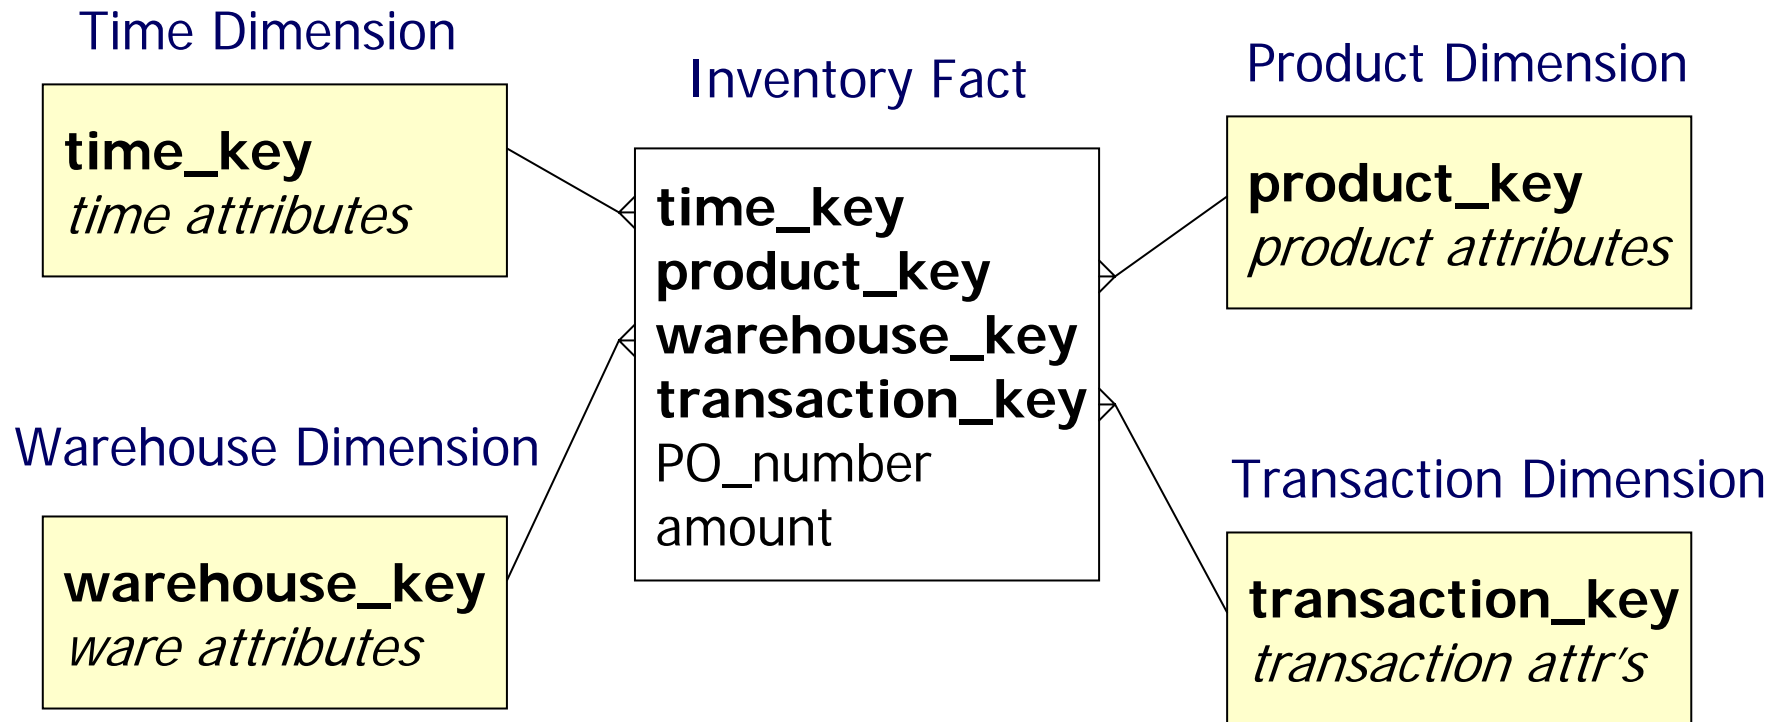 Time Dimension
time_key
time attributes
Inventory Fact
time_key
product_key
warehouse_key
transaction_key
PO_number
amount
Product Dimension
product_key
product attributes
Warehouse Dimension
warehouse_key
ware attributes
Transaction Dimension
transaction_key
transaction attr's